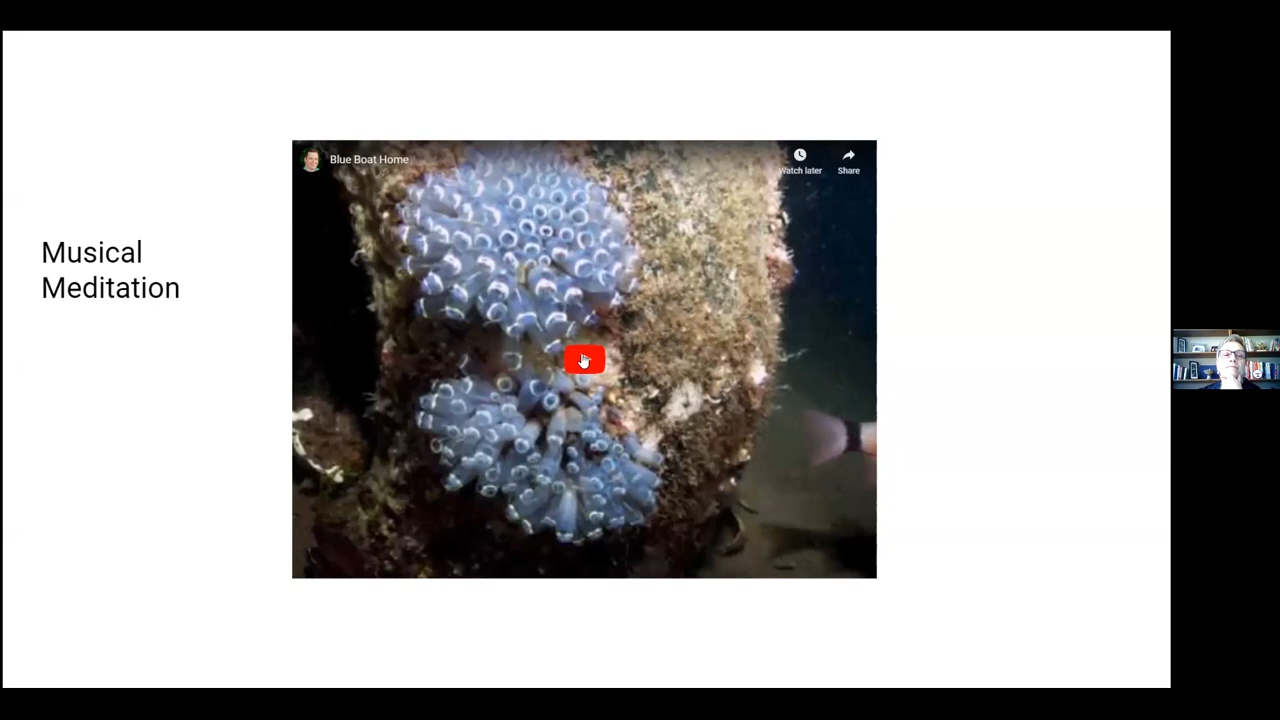 Blue Boat Home
Watch later
Share
Musical
Meditation